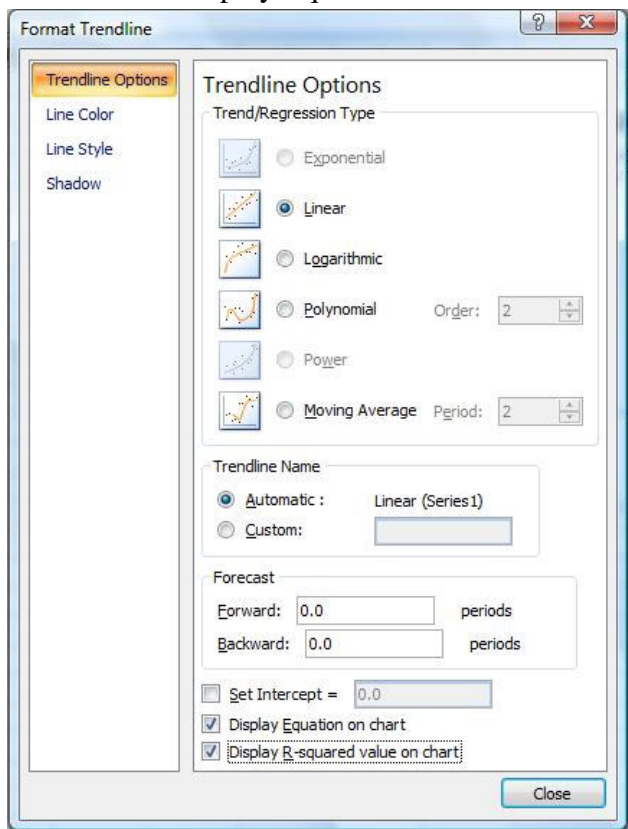 Format Trendline
Trendline Options
Line Color
Line Style
Shadow
Trendline Options
Trend/Regression Type
Exponential
Linear
Logarithmic
Polynomial Order: 2
Power
Moving Average Period: 2
Trendline Name
Automatic : Linear (Series1)
Custom:
Forecast
Forward: 0.0 periods
Backward: 0.0 periods
Set Intercept = 0.0
Display Equation on chart
Display R-squared value on chart
Close